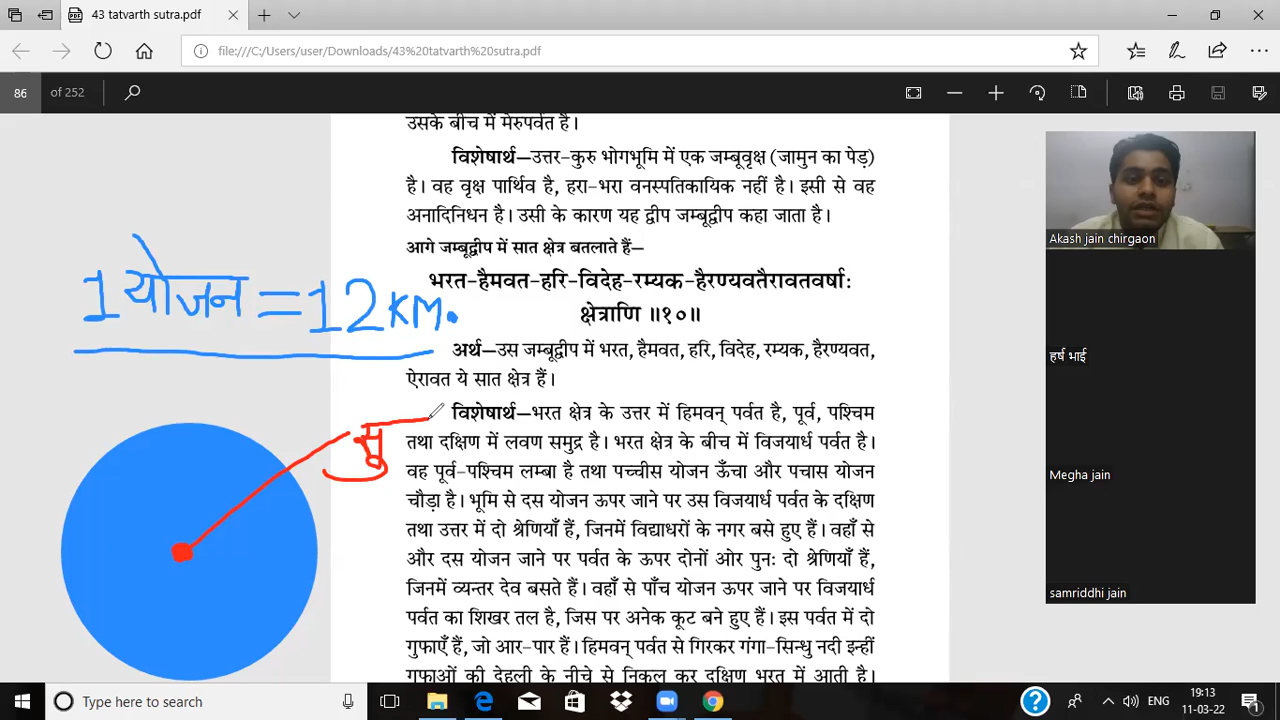 43 tatvarth sutra.pdf
file:///C:/Users/user/Downloads/43%20tatvarth%20sutra.pdf
86 of 252
उसके बीच में मेरुपर्वत है।
विशेषार्थ—उत्तर-कुरु भोगभूमि में एक जम्बूवृक्ष (जामुन का पेड़)
है। वह वृक्ष पार्थिव है, हरा-भरा वनस्पतिकायिक नहीं है। इसी से वह
अनादिनिधन है। उसी के कारण यह द्वीप जम्बूद्वीप कहा जाता है।
आगे जम्बूद्वीप में सात क्षेत्र बतलाते हैं—
भरत-हैमवत-हरि-विदेह-रम्यक-हैरण्यवतैरावतवर्षाः
क्षेत्राणि ॥१०॥
अर्थ—उस जम्बूद्वीप में भरत, हैमवत, हरि, विदेह, रम्यक, हैरण्यवत,
ऐरावत ये सात क्षेत्र हैं।
विशेषार्थ—भरत क्षेत्र के उत्तर में हिमवन् पर्वत है, पूर्व, पश्चिम
तथा दक्षिण में लवण समुद्र है। भरत क्षेत्र के बीच में विजयार्ध पर्वत है।
वह पूर्व-पश्चिम लम्बा है तथा पच्चीस योजन ऊँचा और पचास योजन
चौड़ा है। भूमि से दस योजन ऊपर जाने पर उस विजयार्ध पर्वत के दक्षिण
तथा उत्तर में दो श्रेणियाँ हैं, जिनमें विद्याधरों के नगर बसे हुए हैं। वहाँ से
और दस योजन जाने पर पर्वत के ऊपर दोनों ओर पुनः दो श्रेणियाँ हैं,
जिनमें व्यन्तर देव बसते हैं। वहाँ से पाँच योजन ऊपर जाने पर विजयार्ध
पर्वत का शिखर तल है, जिस पर अनेक कूट बने हुए हैं। इस पर्वत में दो
गुफाएँ हैं, जो आर-पार हैं। हिमवन् पर्वत से गिरकर गंगा-सिन्धु नदी इन्हीं
गुफाओं की देहली के नीचे से निकल कर दक्षिण भरत में आती है।
1 योजन = 12 KM.
Akash jain chirgaon
हर्ष भाई
Megha jain
samriddhi jain
Type here to search
ENG
19:13
11-03-22